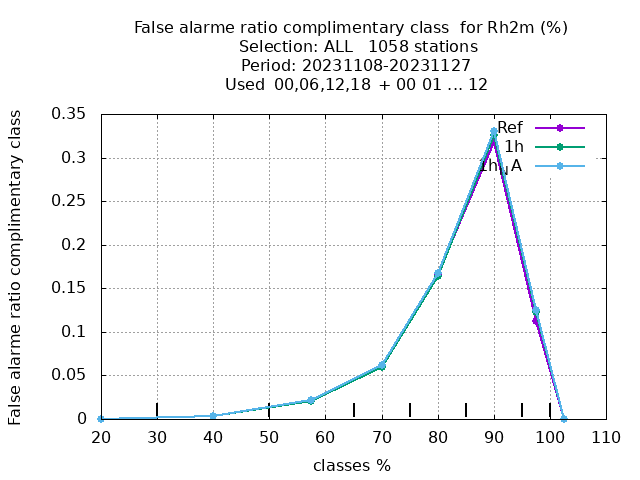 False alarme ratio complimentary class  for Rh2m (%)
Selection: ALL   1058 stations
Period: 20231108-20231127
Used  00,06,12,18  + 00 01 ... 12
False alarme ratio complimentary class
0.35
0.3
0.25
0.2
0.15
0.1
0.05
0
Ref
1h
1hNA
20 30 40 50 60 70 80 90 100 110
classes %